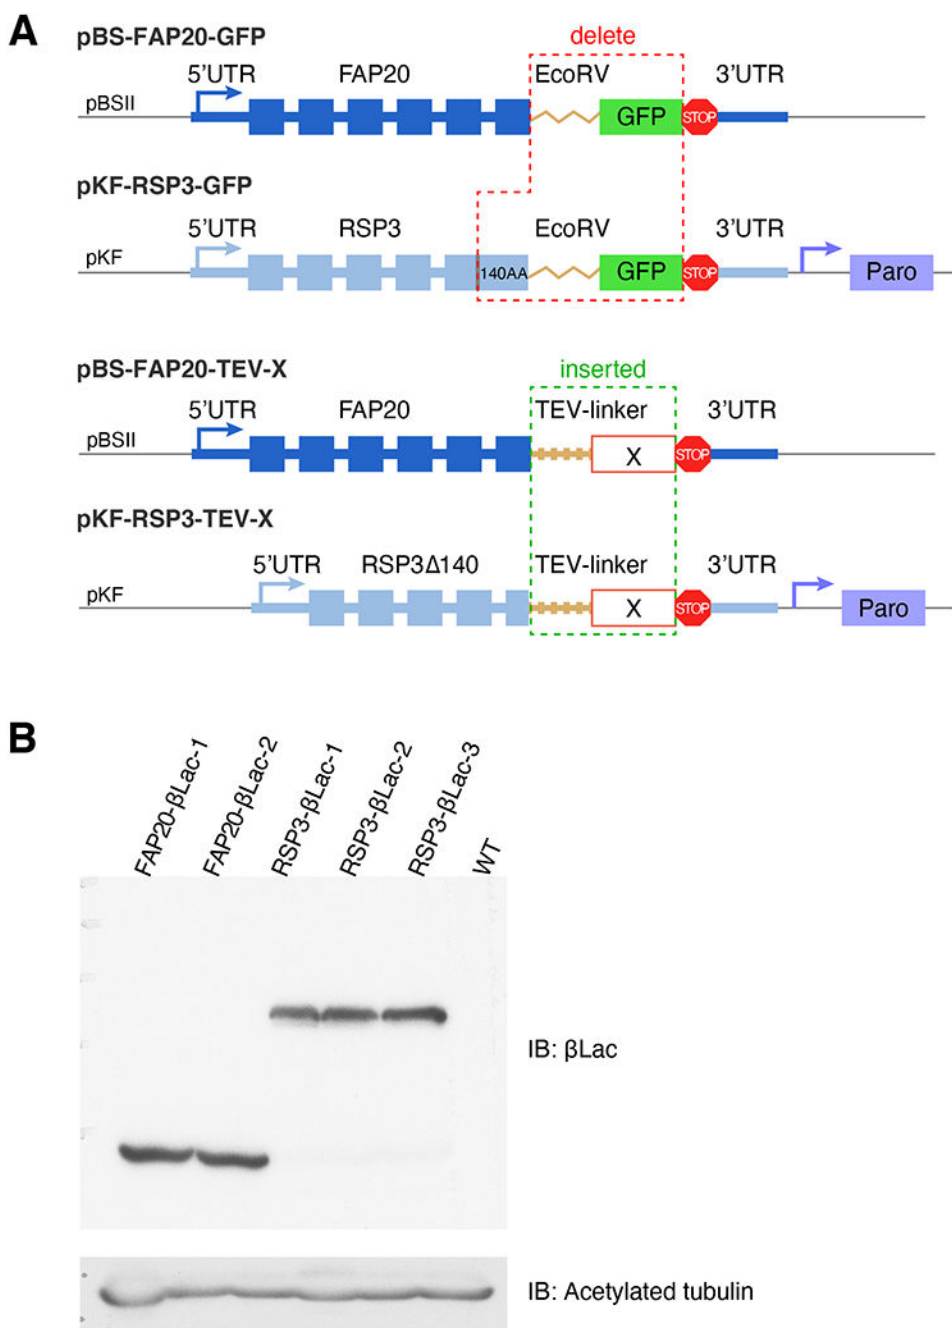 A
pBS-FAP20-GFP
delete
5'UTR FAP20 EcoRV 3'UTR
pBSII
GFP STOP
pKF-RSP3-GFP
5'UTR RSP3 EcoRV 3'UTR
pKF
140AA GFP STOP Paro
pBS-FAP20-TEV-X
inserted
5'UTR FAP20 TEV-linker 3'UTR
pBSII
X STOP
pKF-RSP3-TEV-X
5'UTR RSP3Δ140 TEV-linker 3'UTR
pKF
X STOP Paro
B
FAP20-βLac-1
FAP20-βLac-2
RSP3-βLac-1
RSP3-βLac-2
RSP3-βLac-3
WT
IB: βLac
IB: Acetylated tubulin